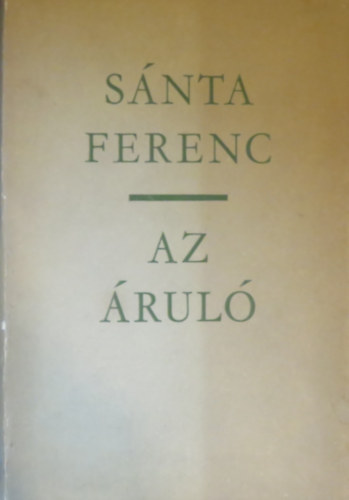 SÁNTA
FERENC
AZ
ÁRULÓ